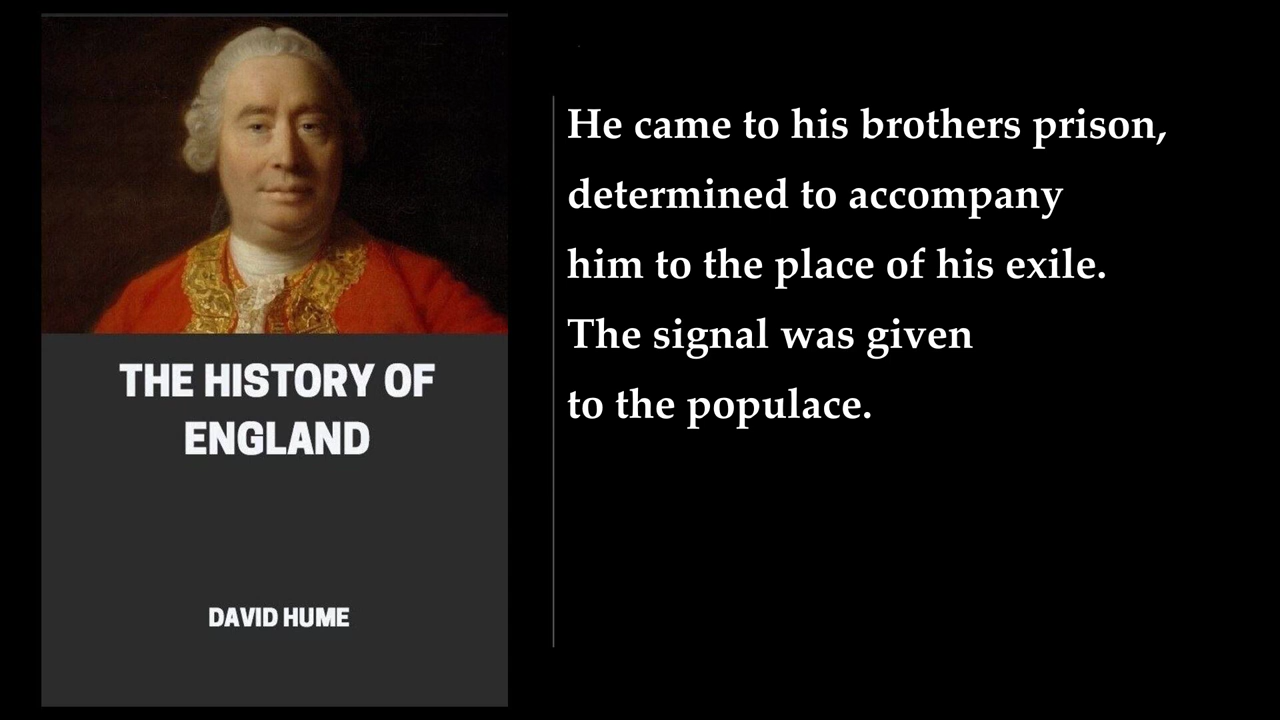 THE HISTORY OF
ENGLAND
DAVID HUME
He came to his brothers prison,
determined to accompany
him to the place of his exile.
The signal was given
to the populace.